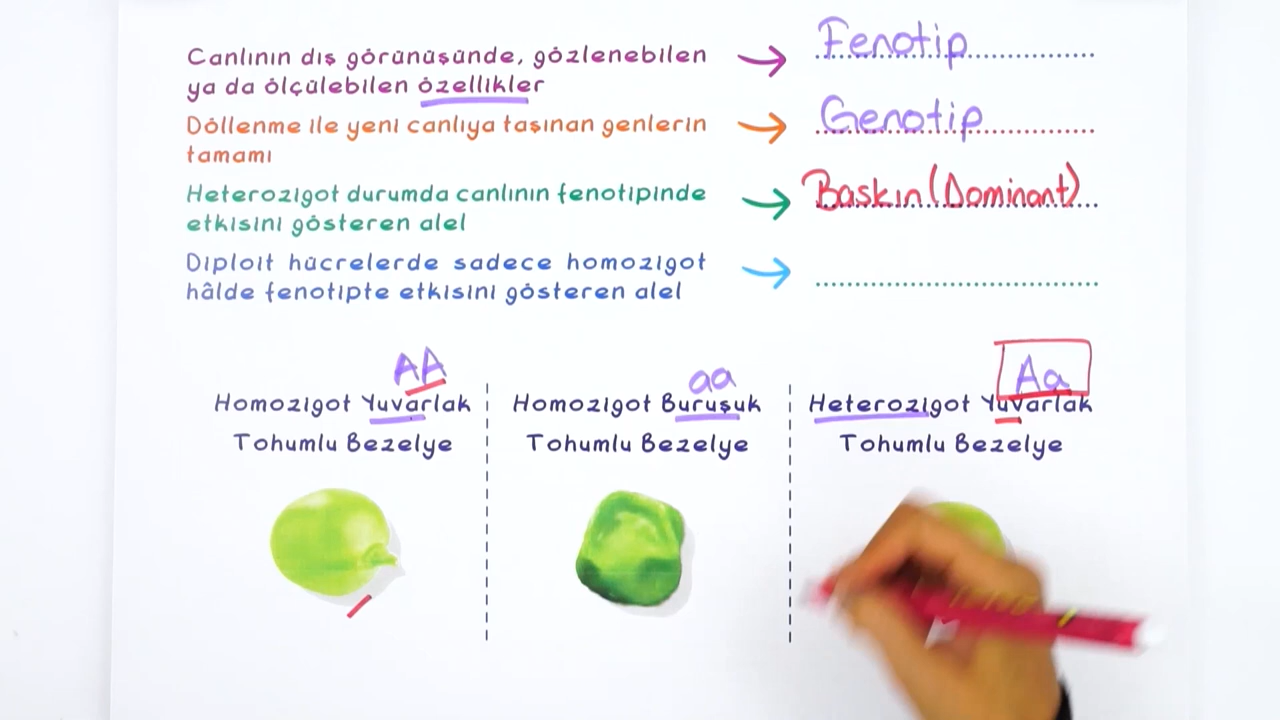 Canlının dış görünüşünde, gözlenebilen
ya da ölçülebilen özellikler
Fenotip
Döllenme ile yeni canlıya taşınan genlerin
tamamı
Genotip
Heterozigot durumda canlının fenotipinde
etkisini gösteren alel
Baskın (Dominant)
Diploit hücrelerde sadece homozigot
hâlde fenotipte etkisini gösteren alel
AA
Homozigot Yuvarlak
Tohumlu Bezelye
aa
Homozigot Buruşuk
Tohumlu Bezelye
Aa
Heterozigot Yuvarlak
Tohumlu Bezelye